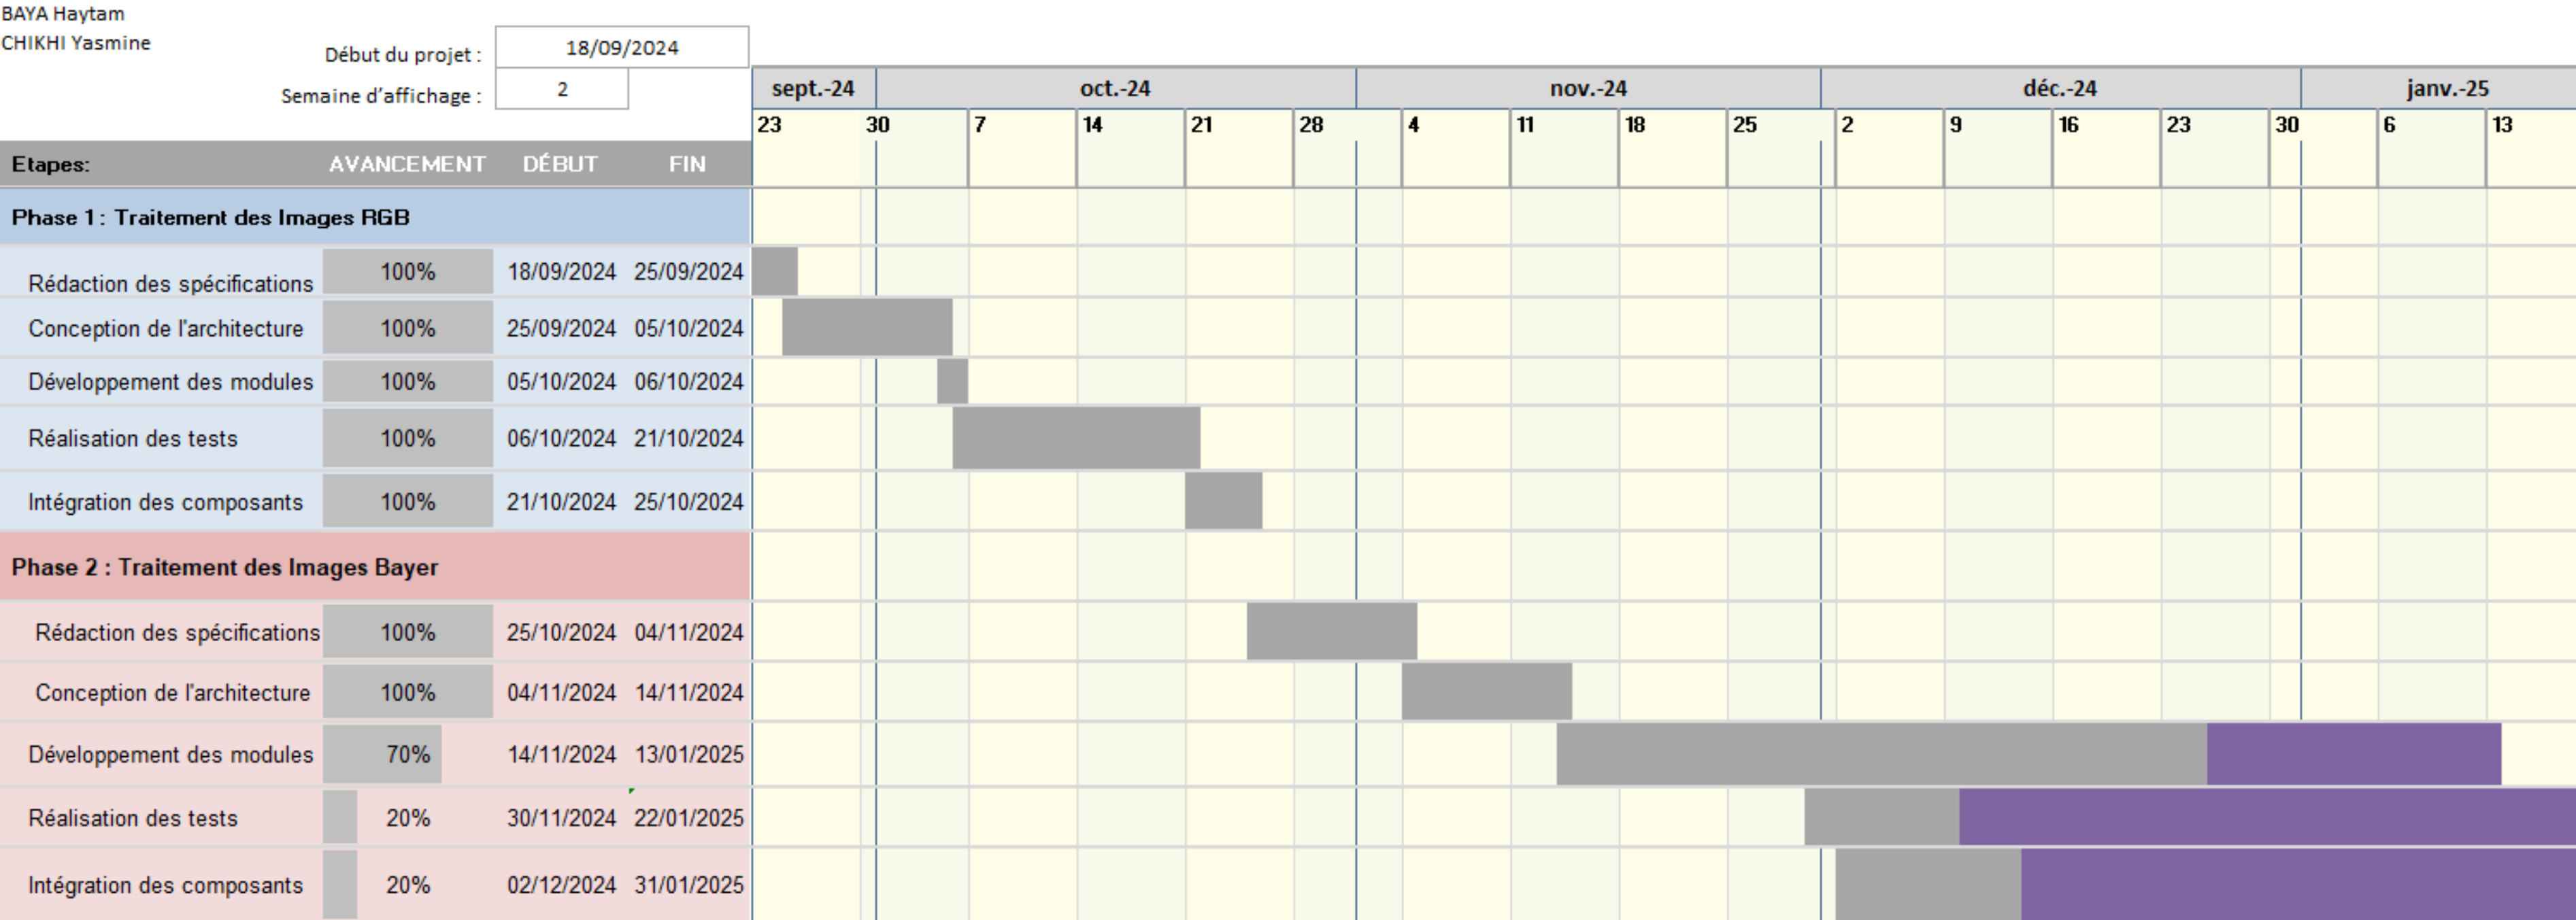 BAYA Haytam
CHIKHI Yasmine
Début du projet : 18/09/2024
Semaine d’affichage : 2
sept.-24 oct.-24 nov.-24 déc.-24 janv.-25
23 30 7 14 21 28 4 11 18 25 2 9 16 23 30 6 13
Etapes: AVANCEMENT DÉBUT FIN
Phase 1 : Traitement des Images RGB
Rédaction des spécifications 100% 18/09/2024 25/09/2024
Conception de l'architecture 100% 25/09/2024 05/10/2024
Développement des modules 100% 05/10/2024 06/10/2024
Réalisation des tests 100% 06/10/2024 21/10/2024
Intégration des composants 100% 21/10/2024 25/10/2024
Phase 2 : Traitement des Images Bayer
Rédaction des spécifications 100% 25/10/2024 04/11/2024
Conception de l'architecture 100% 04/11/2024 14/11/2024
Développement des modules 70% 14/11/2024 13/01/2025
Réalisation des tests 20% 30/11/2024 22/01/2025
Intégration des composants 20% 02/12/2024 31/01/2025